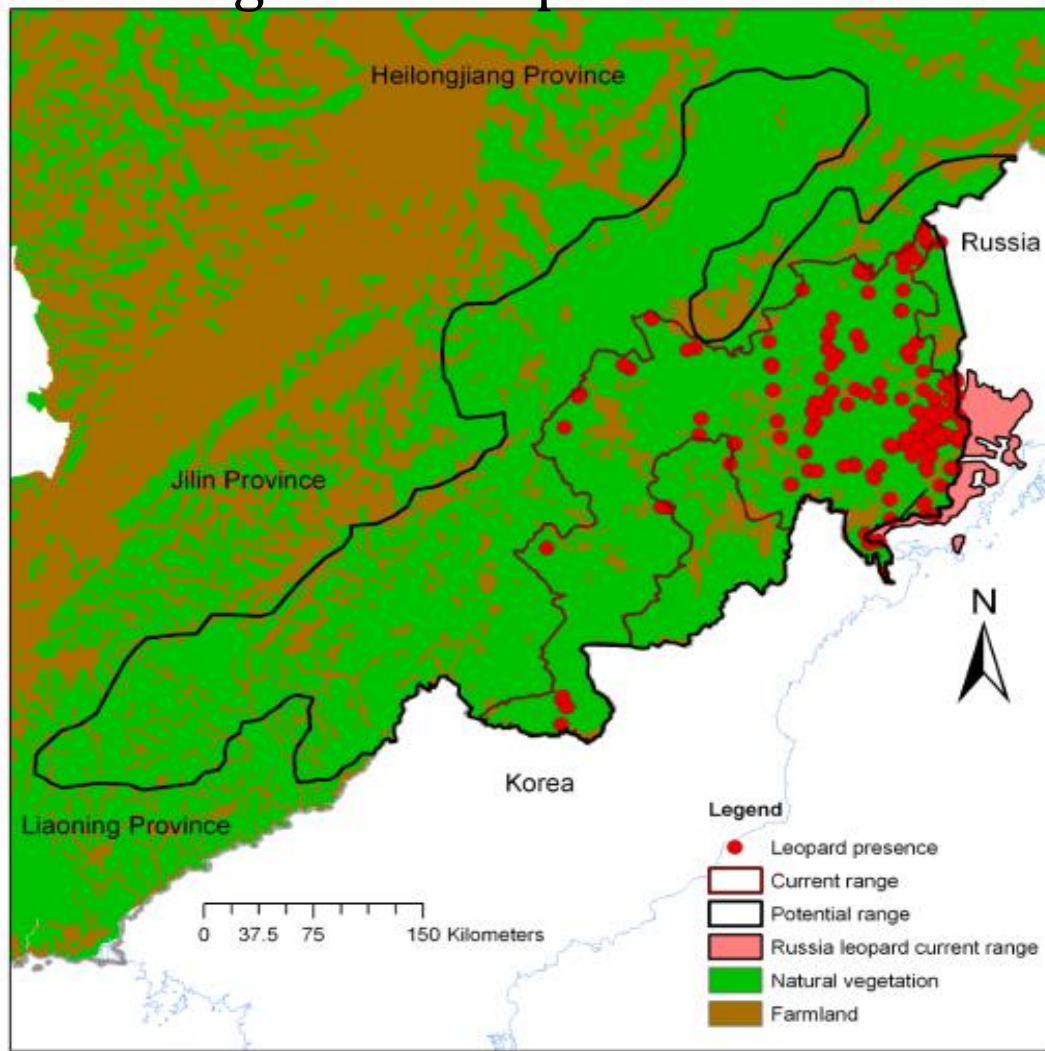 Heilongjiang Province
Russia
Jilin Province
N
Korea
Liaoning Province
0 37.5 75 150 Kilometers
Legend
Leopard presence
Current range
Potential range
Russia leopard current range
Natural vegetation
Farmland